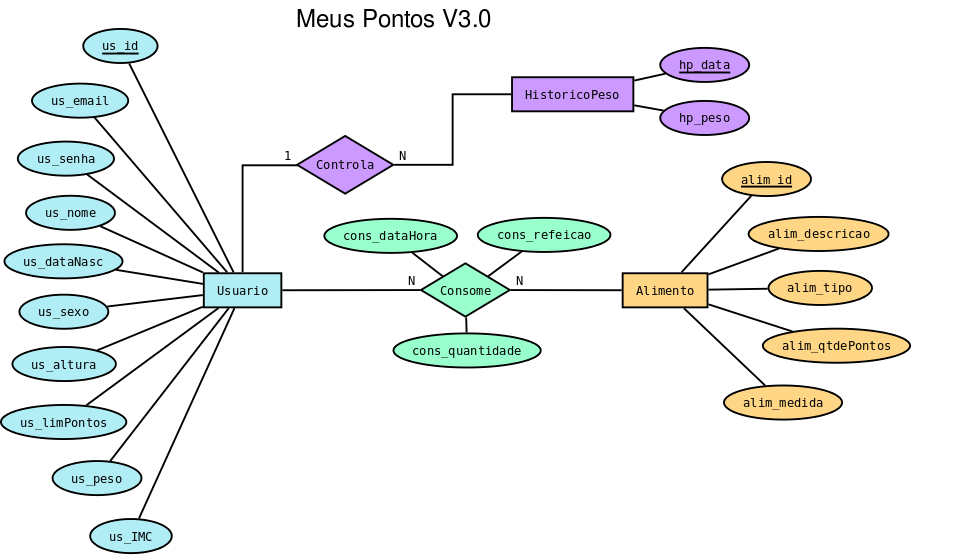 Meus Pontos V3.0
us_id
us_email
us_senha
us_nome
us_dataNasc
us_sexo
us_altura
us_limPontos
us_peso
us_IMC
Usuario
1
Controla
N
HistoricoPeso
hp_data
hp_peso
cons_dataHora
cons_refeicao
N
Consome
N
cons_quantidade
Alimento
alim_id
alim_descricao
alim_tipo
alim_qtdePontos
alim_medida